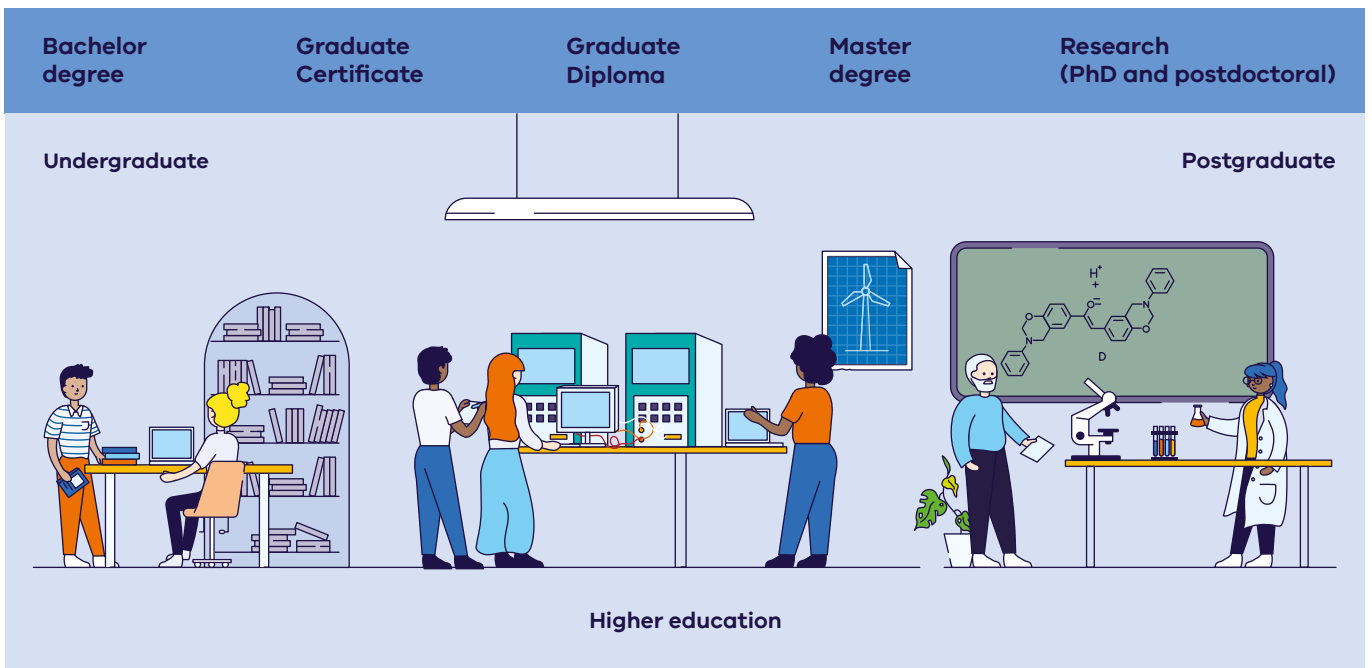 Bachelor
degree
Graduate
Certificate
Graduate
Diploma
Master
degree
Research
(PhD and postdoctoral)
Undergraduate
Postgraduate
H+
+
O−
N
O
O
N
D
Higher education